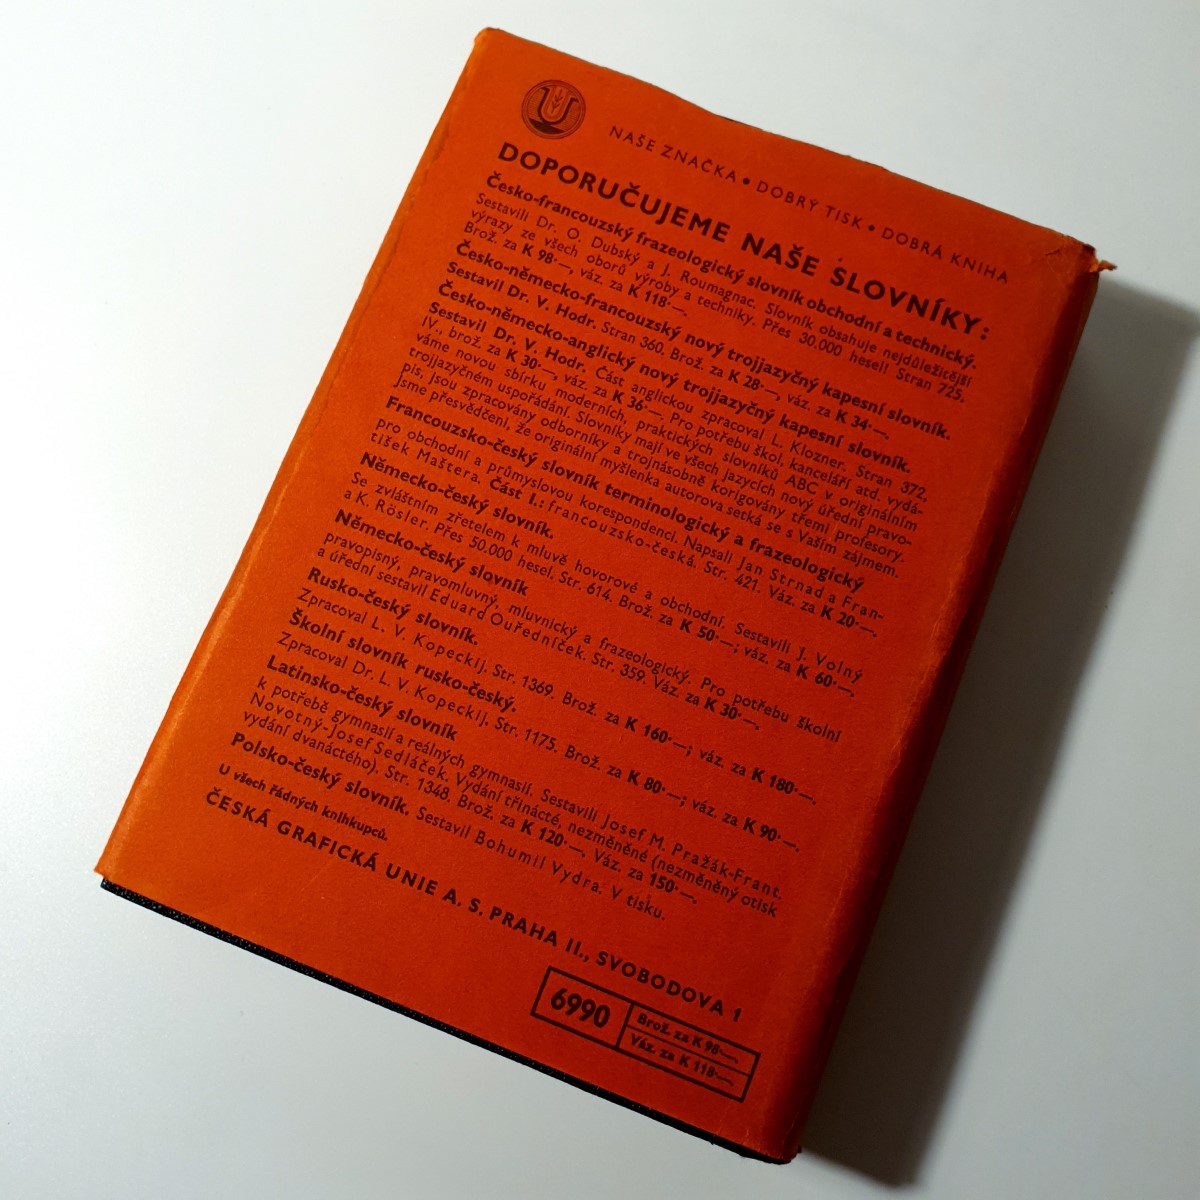 U
NAŠE ZNAČKA • DOBRÝ TISK • DOBRÁ KNIHA
DOPORUČUJEME NAŠE SLOVNÍKY:
Česko-francouzský frazeologický slovník obchodní a technický.
Sestavili Dr. O. Dubský a J. Roumagnac. Slovník obsahuje nejdůležitější
výrazy ze všech oborů výroby a techniky. Přes 30.000 hesel! Stran 725.
Brož. za K 98·—, váz. za K 118·—.
Česko-německo-francouzský nový trojjazyčný kapesní slovník.
Sestavil Dr. V. Hodr. Stran 360. Brož. za K 28·—, váz. za K 34·—.
Česko-německo-anglický nový trojjazyčný kapesní slovník.
Sestavil Dr. V. Hodr. Část anglickou zpracoval L. Klozner. Stran 372,
IV., brož. za K 30·—, váz. za K 36·—. Pro potřebu škol, kanceláří atd. vydá-
váme novou sbírku moderních, praktických slovníků ABC v originálním
trojjazyčném uspořádání. Slovníky mají ve všech jazycích nový úřední pravo-
pis, jsou zpracovány odborníky a trojnásobně korigovány třemi profesory.
Jsme přesvědčeni, že originální myšlenka autorova setká se s Vaším zájmem.
Francouzsko-český slovník terminologický a frazeologický
pro obchodní a průmyslovou korespondenci. Napsali Jan Strnad a Fran-
tišek Maštera. Část I.: francouzsko-česká. Str. 421. Váz. za K 20·—.
Německo-český slovník.
Se zvláštním zřetelem k mluvě hovorové a obchodní. Sestavili J. Volný
a K. Rösler. Přes 50.000 hesel. Str. 614. Brož. za K 50·—; váz. za K 60·—.
Německo-český slovník
pravopisný, pravomluvný, mluvnický a frazeologický. Pro potřebu školní
a úřední sestavil Eduard Ouředníček. Str. 359. Váz. za K 30·—.
Rusko-český slovník.
Zpracoval L. V. Kopeckij. Str. 1369. Brož. za K 160·—; váz. za K 180·—.
Školní slovník rusko-český.
Zpracoval Dr. L. V. Kopeckij. Str. 1175. Brož. za K 80·—; váz. za K 90·—.
Latinsko-český slovník
k potřebě gymnasií a reálných gymnasií. Sestavili Josef M. Pražák-Frant.
Novotný-Josef Sedláček. Vydání třinácté, nezměněné (nezměněný otisk
vydání dvanáctého). Str. 1348. Brož. za K 120·—. Váz. za 150·—.
Polsko-český slovník. Sestavil Bohumil Vydra. V tisku.
U všech řádných knihkupců.
ČESKÁ GRAFICKÁ UNIE A. S. PRAHA II., SVOBODOVA 1
6990
Brož. za K 98·—.
Váz. za K 118·—.